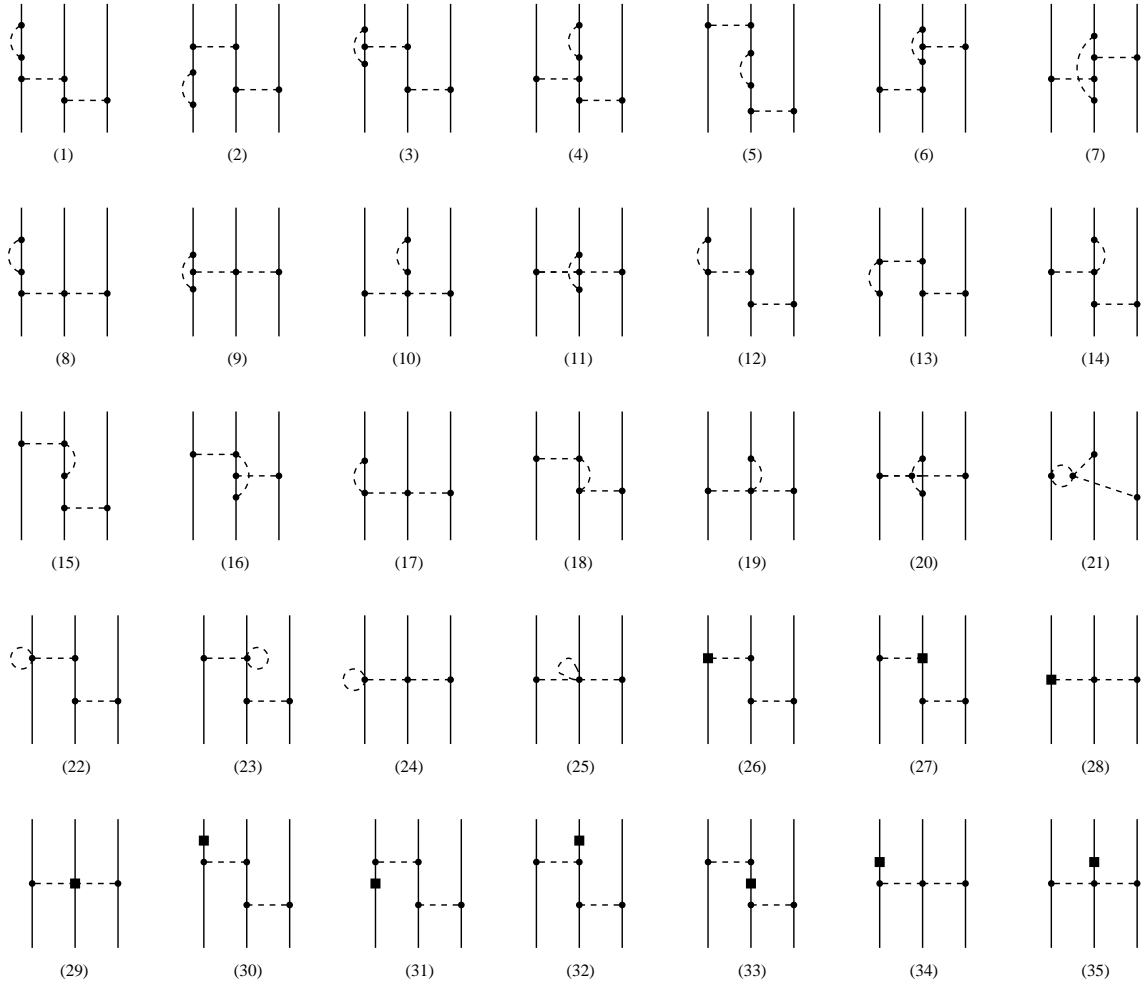 (1) (2) (3) (4) (5) (6) (7)
(8) (9) (10) (11) (12) (13) (14)
(15) (16) (17) (18) (19) (20) (21)
(22) (23) (24) (25) (26) (27) (28)
(29) (30) (31) (32) (33) (34) (35)